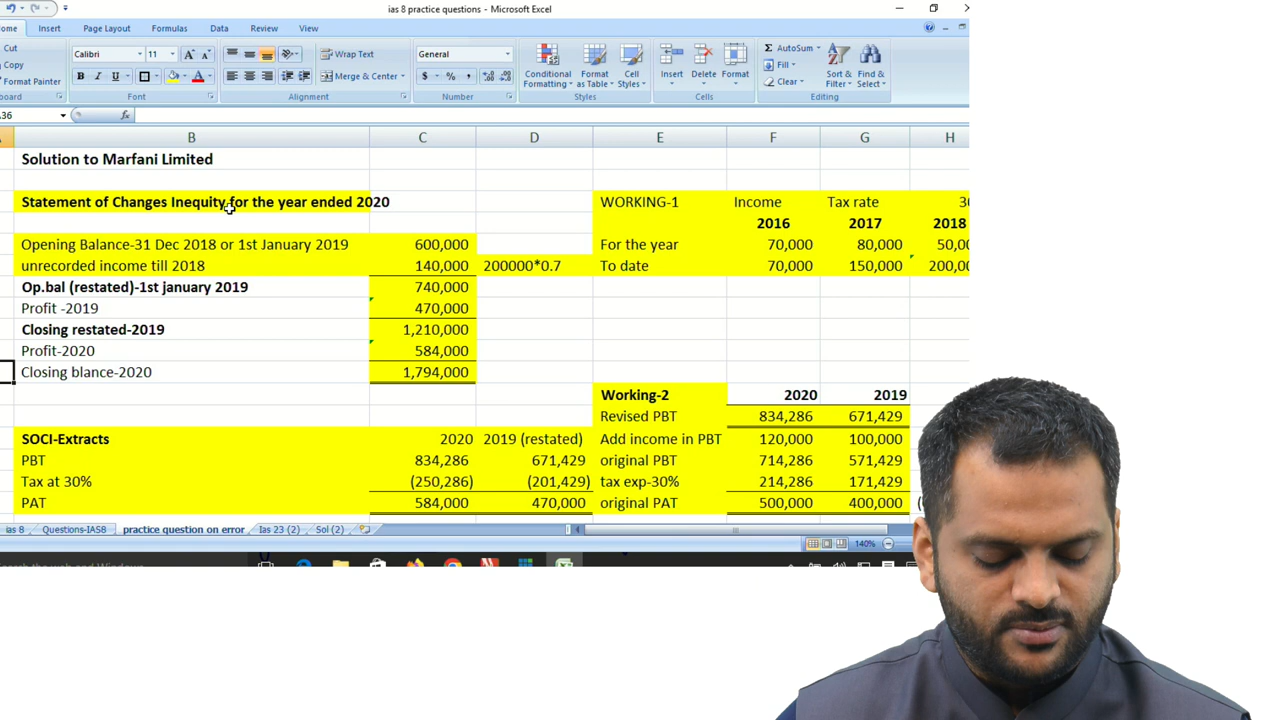 ias 8 practice questions - Microsoft Excel
ome Insert Page Layout Formulas Data Review View
Cut
Copy
Format Painter
board
Calibri 11
B I U
Font
Wrap Text
Merge & Center
Alignment
General
$ % ,
Number
Conditional Formatting
Format as Table
Cell Styles
Styles
Insert Delete Format
Cells
AutoSum
Fill
Clear
Sort & Filter
Find & Select
Editing
.36 fx
B C D E F G H
Solution to Marfani Limited
Statement of Changes Inequity for the year ended 2020 WORKING-1 Income Tax rate 3
2016 2017 2018
Opening Balance-31 Dec 2018 or 1st January 2019 600,000 For the year 70,000 80,000 50,0
unrecorded income till 2018 140,000 200000*0.7 To date 70,000 150,000 200,0
Op.bal (restated)-1st january 2019 740,000
Profit -2019 470,000
Closing restated-2019 1,210,000
Profit-2020 584,000
Closing blance-2020 1,794,000
Working-2 2020 2019
Revised PBT 834,286 671,429
SOCI-Extracts 2020 2019 (restated) Add income in PBT 120,000 100,000
PBT 834,286 671,429 original PBT 714,286 571,429
Tax at 30% (250,286) (201,429) tax exp-30% 214,286 171,429
PAT 584,000 470,000 original PAT 500,000 400,000 (
ias 8 Questions-IAS8 practice question on error Ias 23 (2) Sol (2)
140%